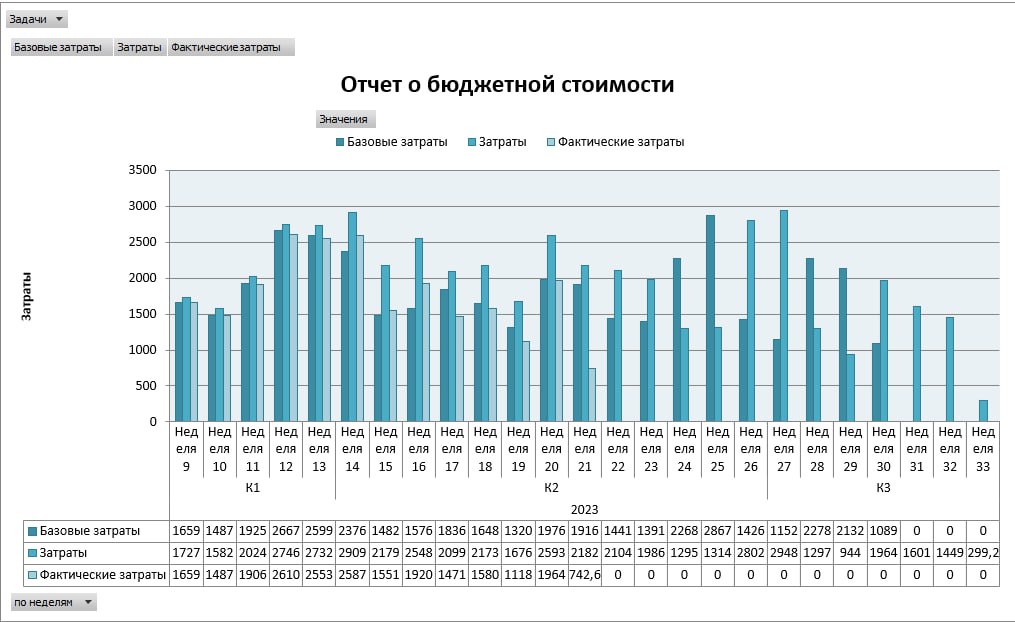 Задачи
Базовые затраты Затраты Фактические затраты
Отчет о бюджетной стоимости
Значения
Базовые затраты Затраты Фактические затраты
Затраты
3500
3000
2500
2000
1500
1000
500
0
Неделя 9 Неделя 10 Неделя 11 Неделя 12 Неделя 13 Неделя 14 Неделя 15 Неделя 16 Неделя 17 Неделя 18 Неделя 19 Неделя 20 Неделя 21 Неделя 22 Неделя 23 Неделя 24 Неделя 25 Неделя 26 Неделя 27 Неделя 28 Неделя 29 Неделя 30 Неделя 31 Неделя 32 Неделя 33
К1 К2 К3
2023
Базовые затраты 1659 1487 1925 2667 2599 2376 1482 1576 1836 1648 1320 1976 1916 1441 1391 2268 2867 1426 1152 2278 2132 1089 0 0 0
Затраты 1727 1582 2024 2746 2732 2909 2179 2548 2099 2173 1676 2593 2182 2104 1986 1295 1314 2802 2948 1297 944 1964 1601 1449 299,2
Фактические затраты 1659 1487 1906 2610 2553 2587 1551 1920 1471 1580 1118 1964 742,6 0 0 0 0 0 0 0 0 0 0 0 0
по неделям